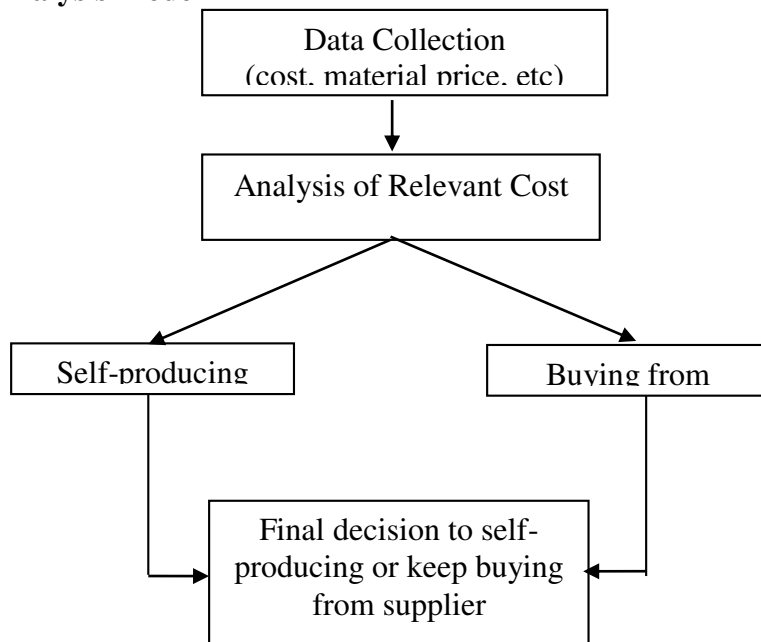 Data Collection
(cost, material price, etc)
Analysis of Relevant Cost
Self-producing
Buying from
Final decision to self-
producing or keep buying
from supplier